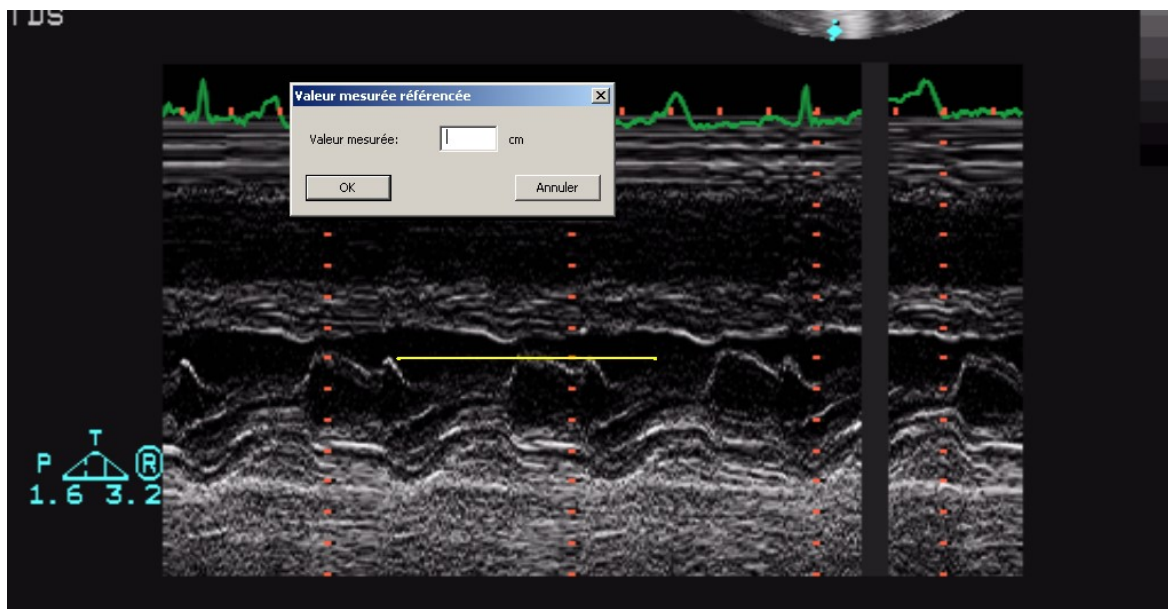 TDS
Valeur mesurée référencée
Valeur mesurée: cm
OK Annuler
T
P R
1.6 3.2